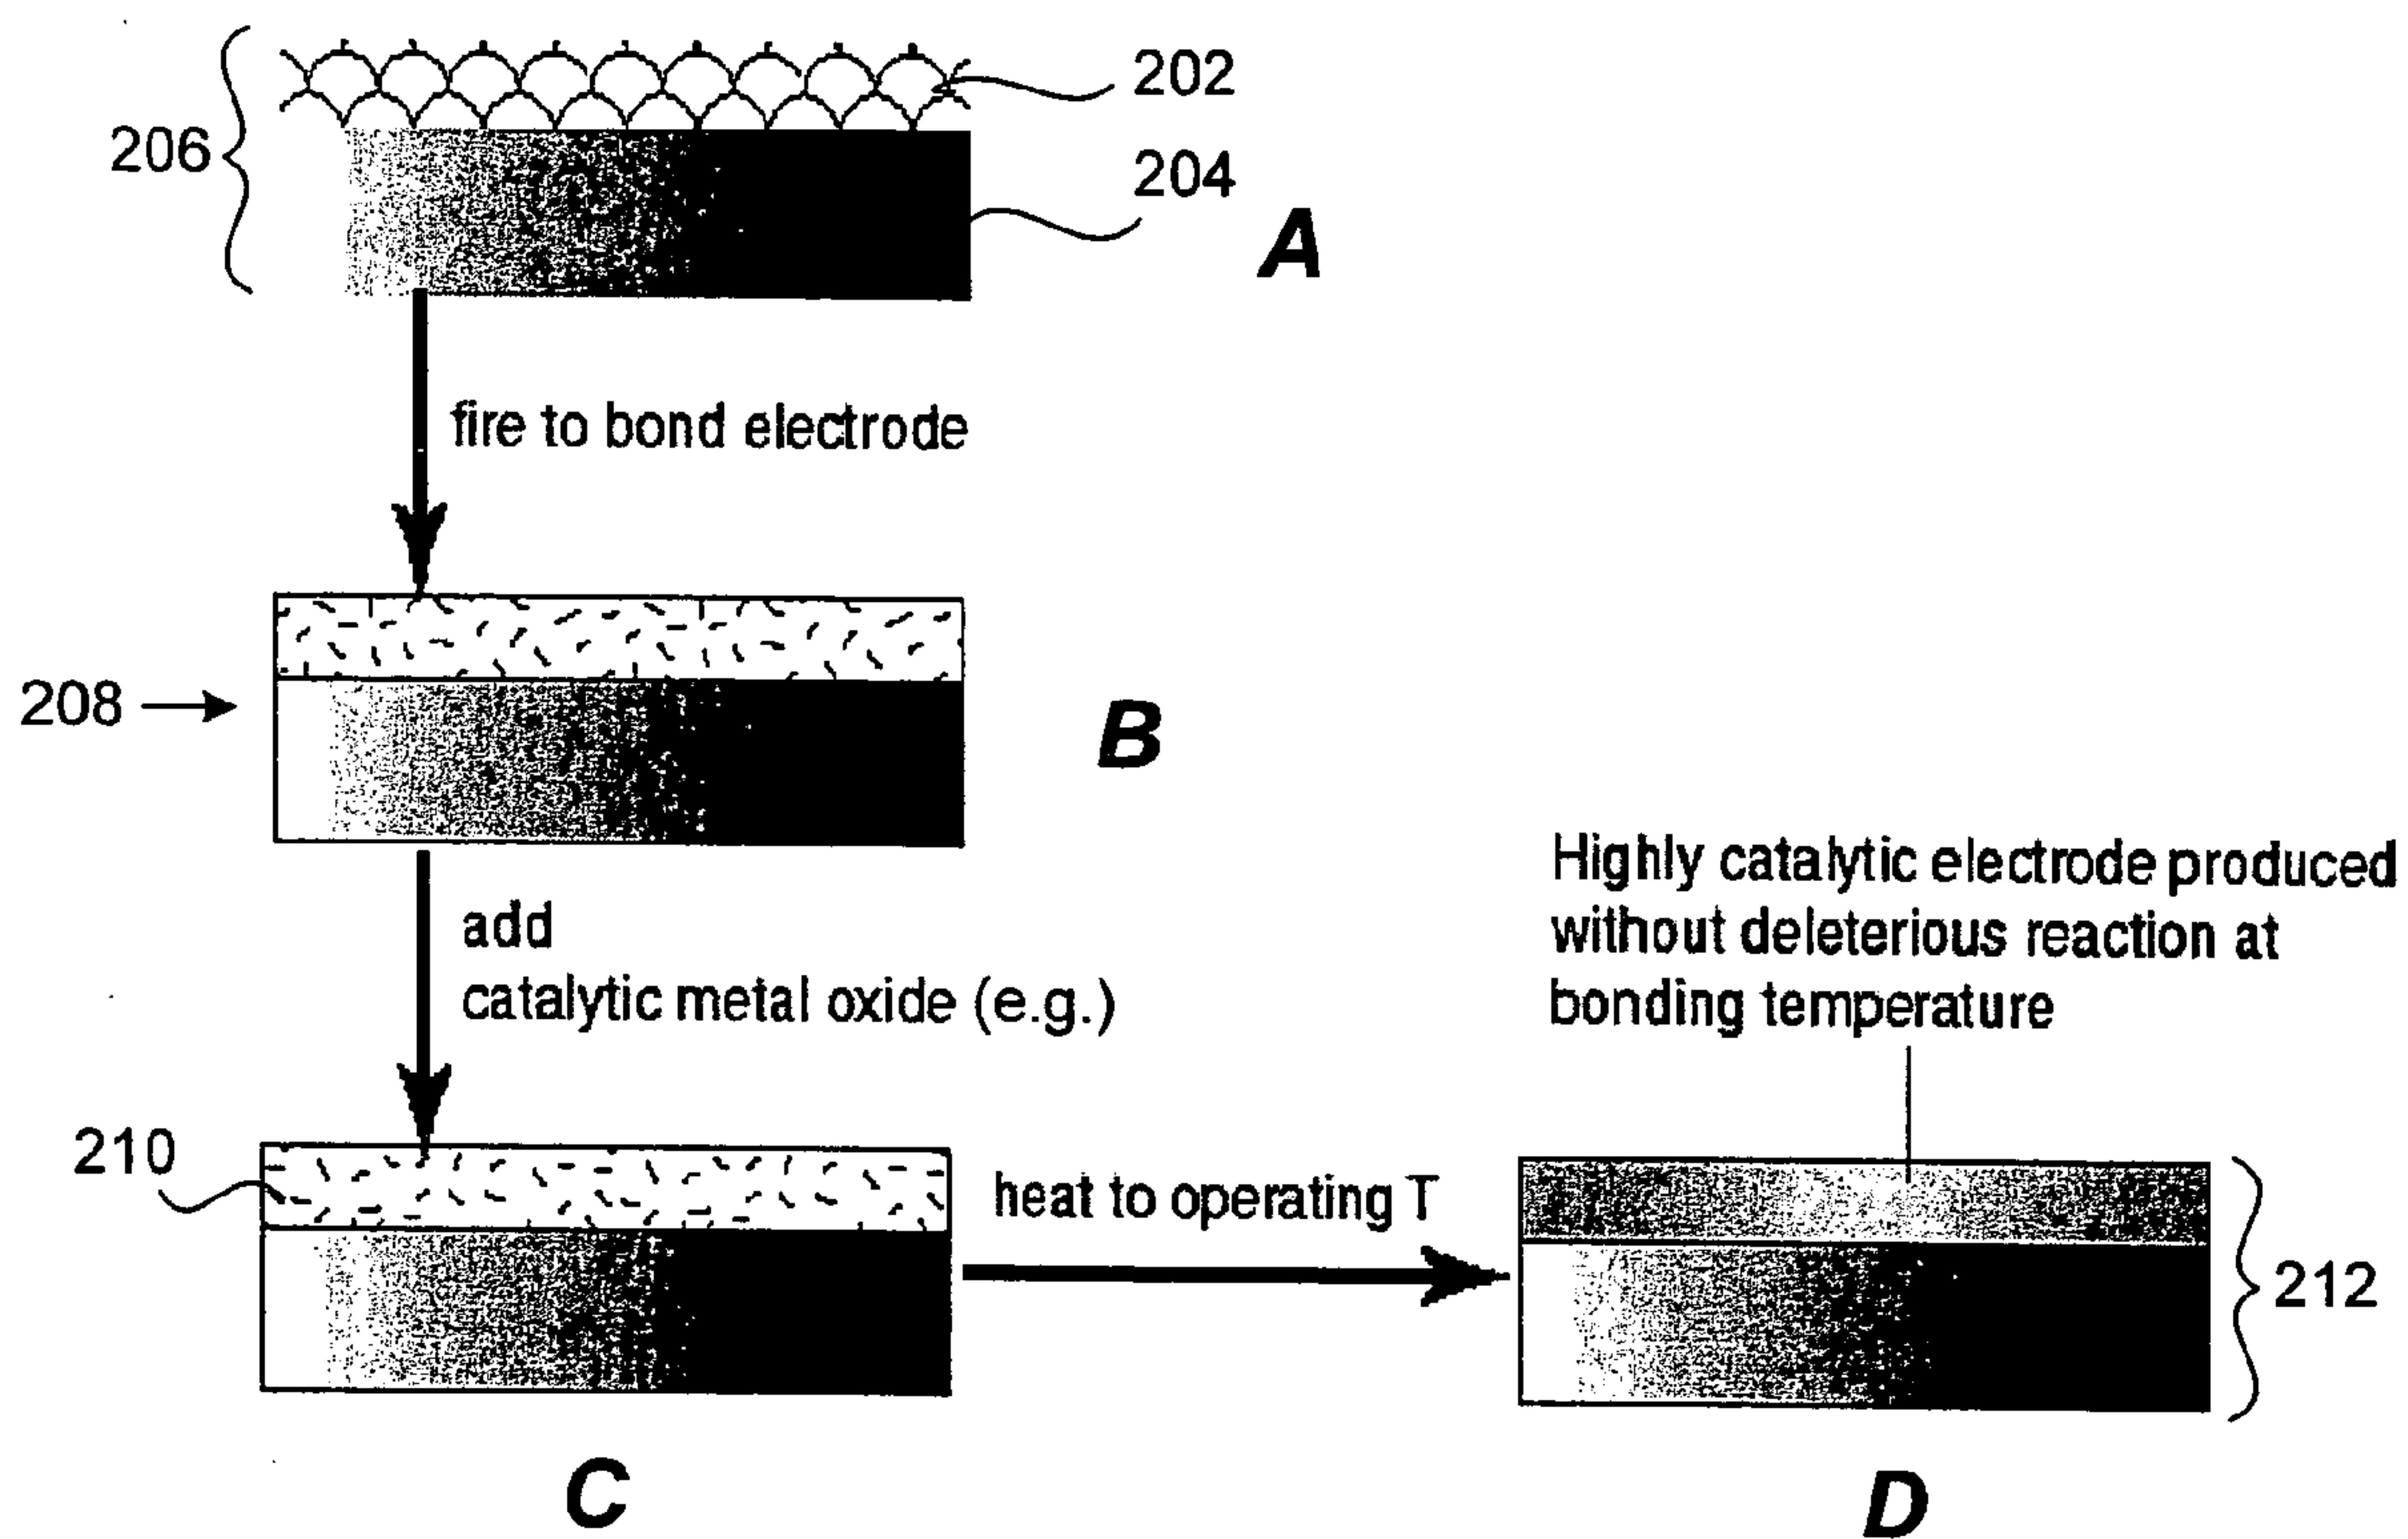 202
206
204
A
fire to bond electrode
208
B
add
catalytic metal oxide (e.g.)
Highly catalytic electrode produced
without deleterious reaction at
bonding temperature
210
heat to operating T
212
C
D